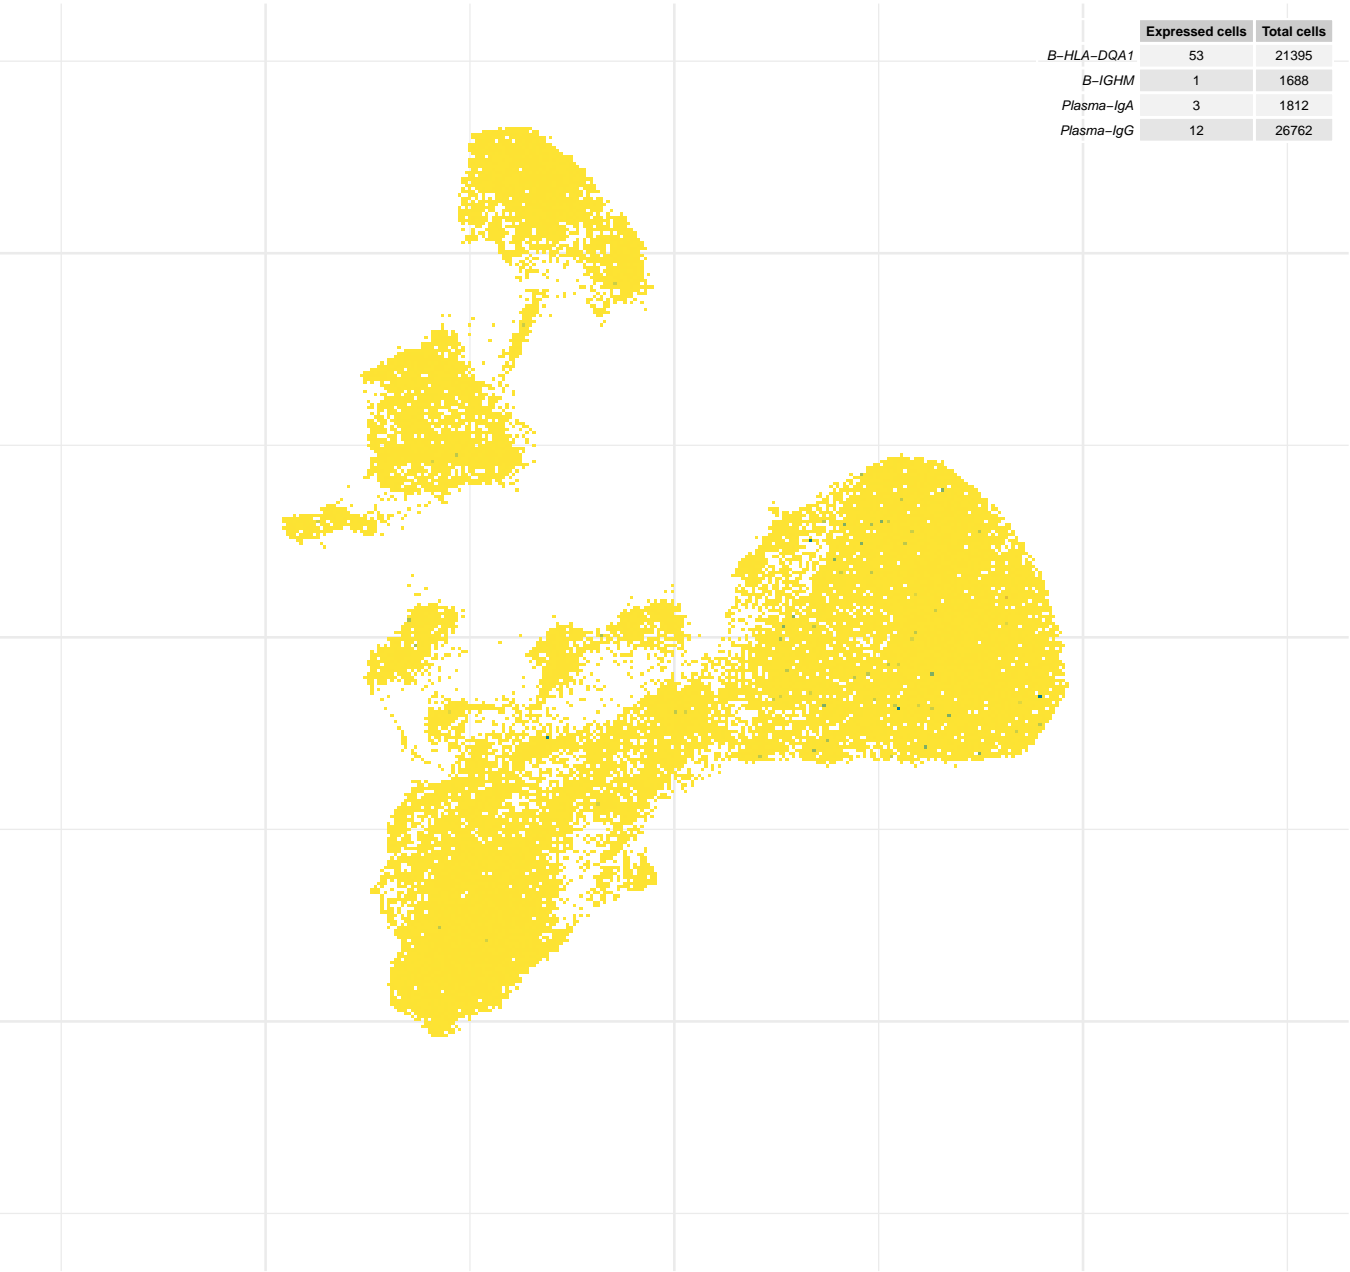 Expressed cells Total cells
B−HLA−DQA1 53 21395
B−IGHM 1 1688
Plasma−IgA 3 1812
Plasma−IgG 12 26762